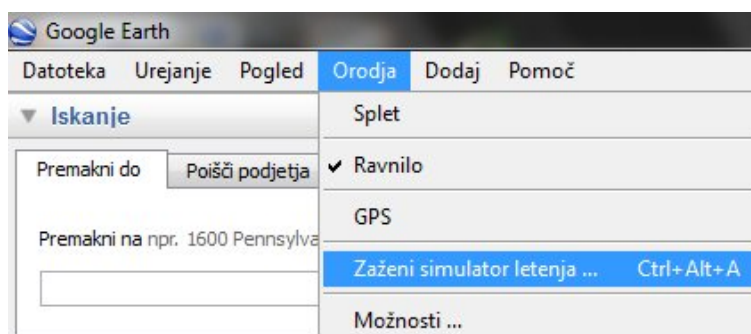 Google Earth
Datoteka Urejanje Pogled Orodja Dodaj Pomoč
Iskanje
Splet
Premakni do Poišči podjetja
Ravnilo
GPS
Premakni na npr. 1600 Pennsylva
Zaženi simulator letenja ... Ctrl+Alt+A
Možnosti ...